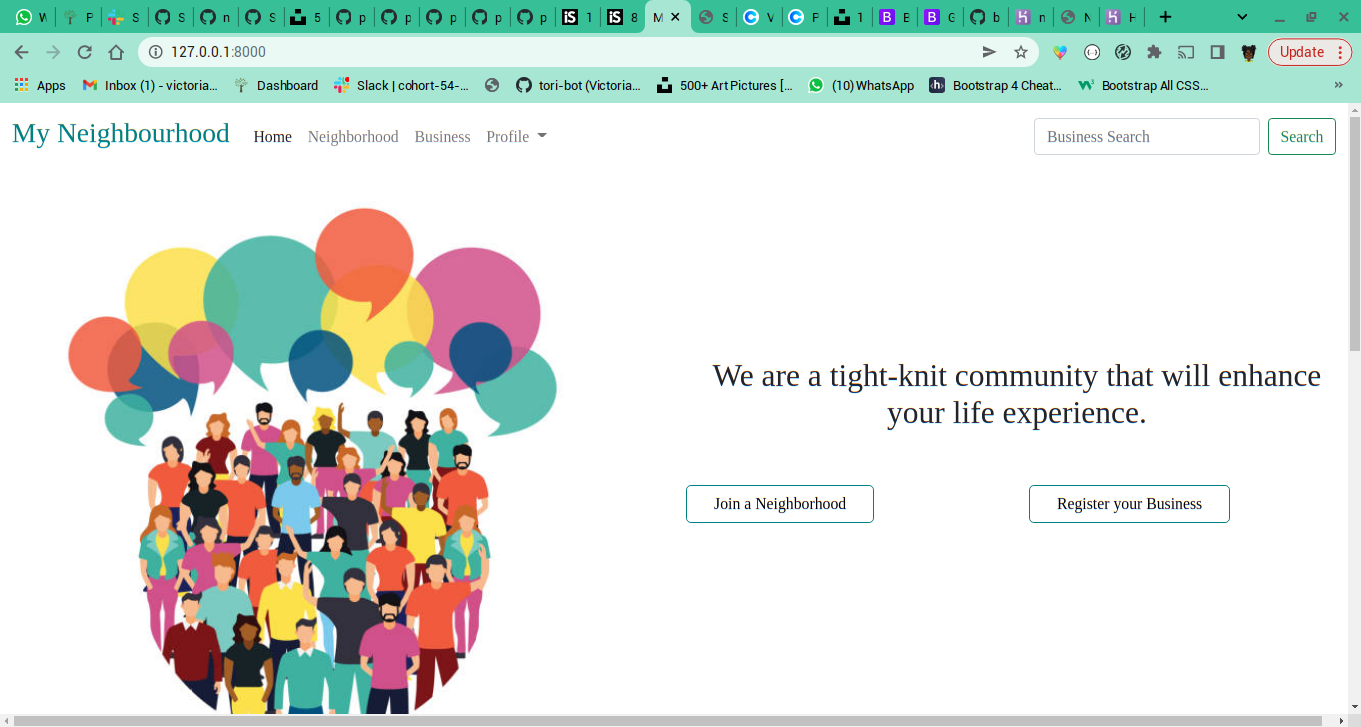 W P S S n S 5 p p p p p 1 8 M S V P 1 B G b n N H
127.0.0.1:8000
Update
Apps Inbox (1) - victoria... Dashboard Slack | cohort-54-... tori-bot (Victoria... 500+ Art Pictures [... (10) WhatsApp Bootstrap 4 Cheat... Bootstrap All CSS... »
My Neighbourhood Home Neighborhood Business Profile Business Search Search
We are a tight-knit community that will enhance
your life experience.
Join a Neighborhood Register your Business